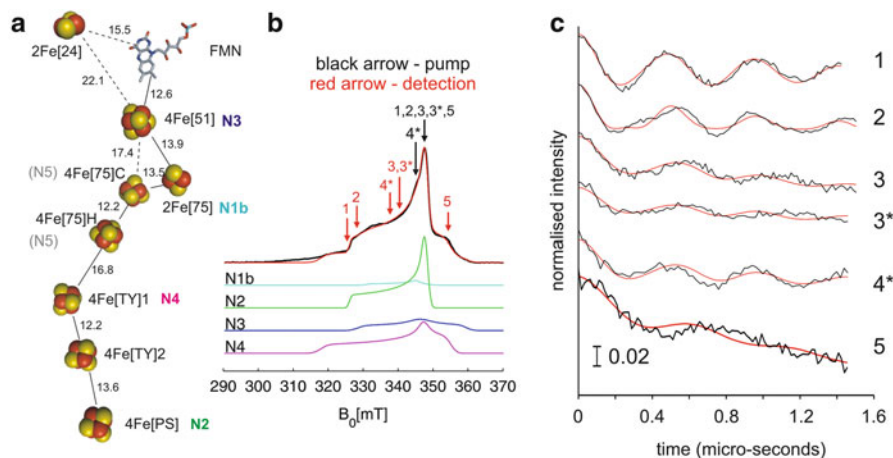 a
15.5
2Fe[24]
FMN
22.1
12.6
4Fe[51] N3
17.4
13.9
(N5) 4Fe[75]C
13.5
2Fe[75] N1b
12.2
4Fe[75]H
(N5)
16.8
4Fe[TY]1 N4
12.2
4Fe[TY]2
13.6
4Fe[PS] N2
b
black arrow - pump
red arrow - detection
1,2,3,3*,5
4*
3,3*
4*
1
2
5
N1b
N2
N3
N4
290 300 310 320 330 340 350 360 370
B0[mT]
c
normalised intensity
1
2
3
3*
4*
5
0.02
0 0.4 0.8 1.2 1.6
time (micro-seconds)